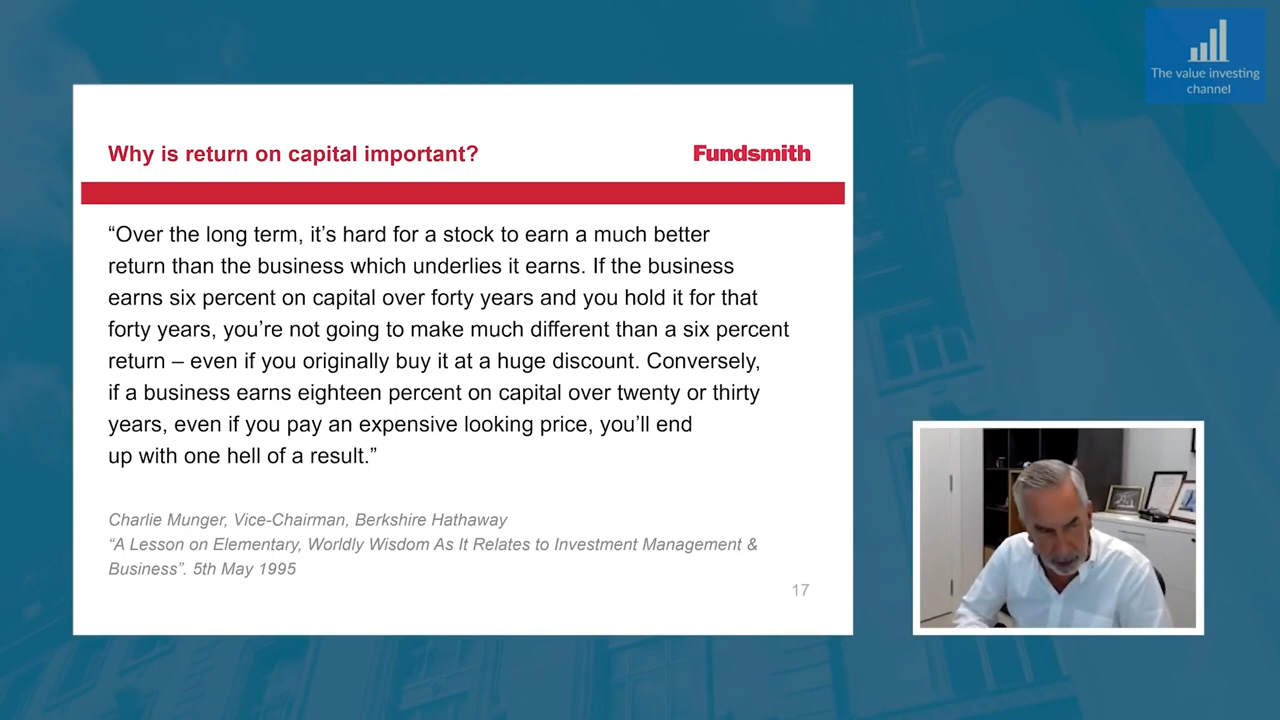 The value investing
channel
Why is return on capital important?
Fundsmith
“Over the long term, it’s hard for a stock to earn a much better
return than the business which underlies it earns. If the business
earns six percent on capital over forty years and you hold it for that
forty years, you’re not going to make much different than a six percent
return – even if you originally buy it at a huge discount. Conversely,
if a business earns eighteen percent on capital over twenty or thirty
years, even if you pay an expensive looking price, you’ll end
up with one hell of a result.”
Charlie Munger, Vice-Chairman, Berkshire Hathaway
“A Lesson on Elementary, Worldly Wisdom As It Relates to Investment Management &
Business”. 5th May 1995
17